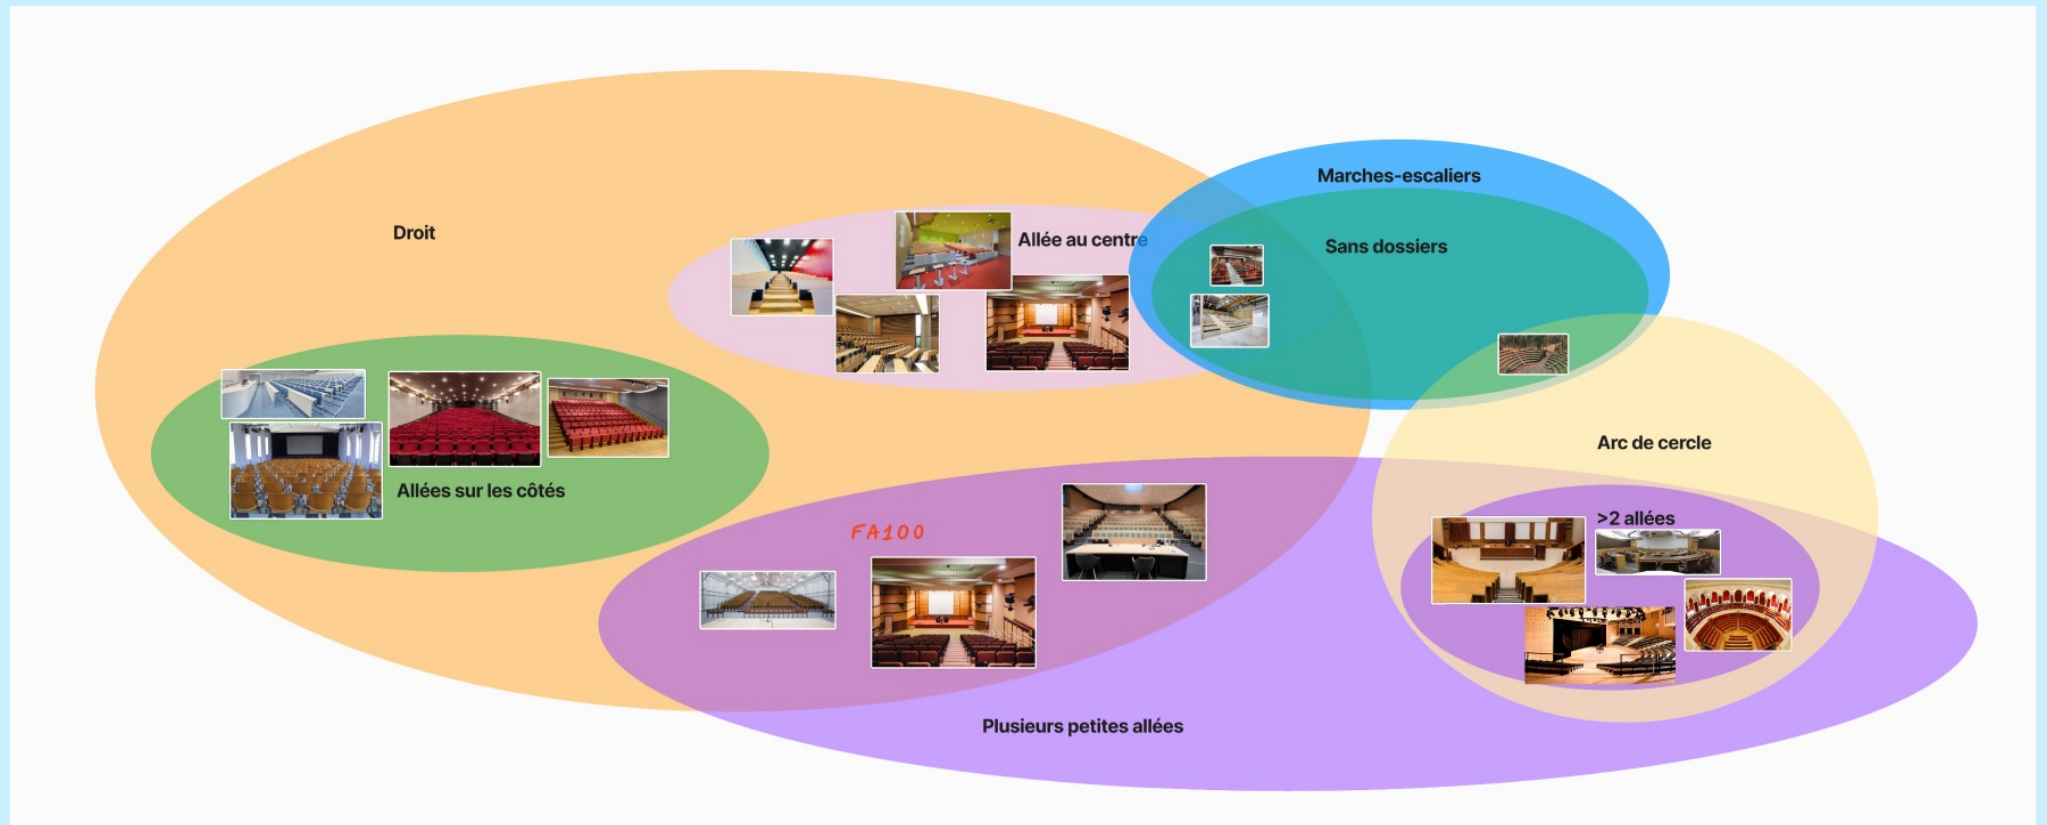 Marches-escaliers
Droit
Allée au centre
Sans dossiers
Arc de cercle
Allées sur les côtés
>2 allées
FA100
Plusieurs petites allées